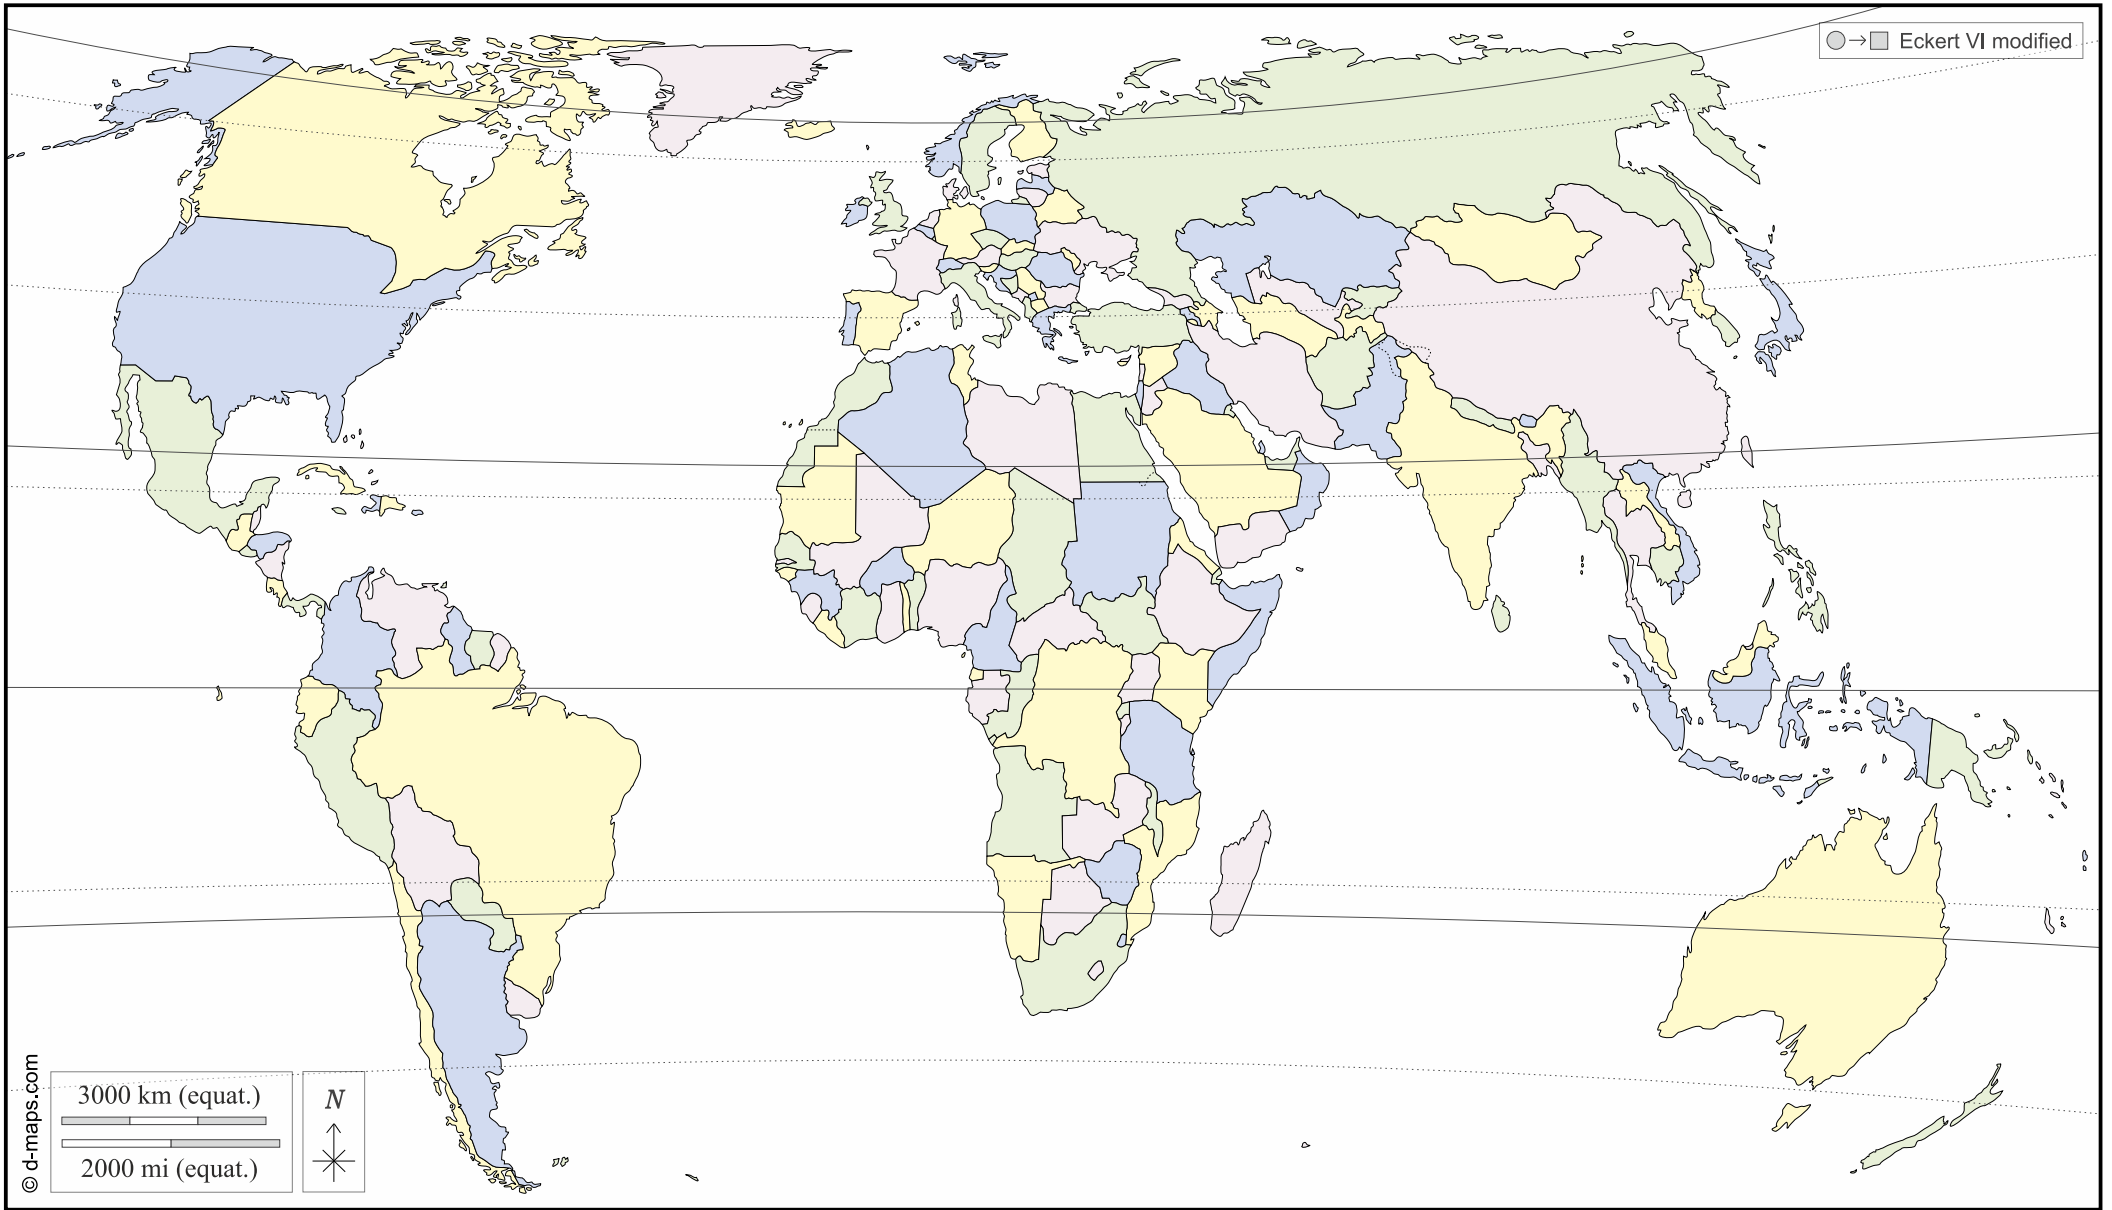 ○→□ Eckert VI modified
3000 km (equat.)
2000 mi (equat.)
N
© d-maps.com